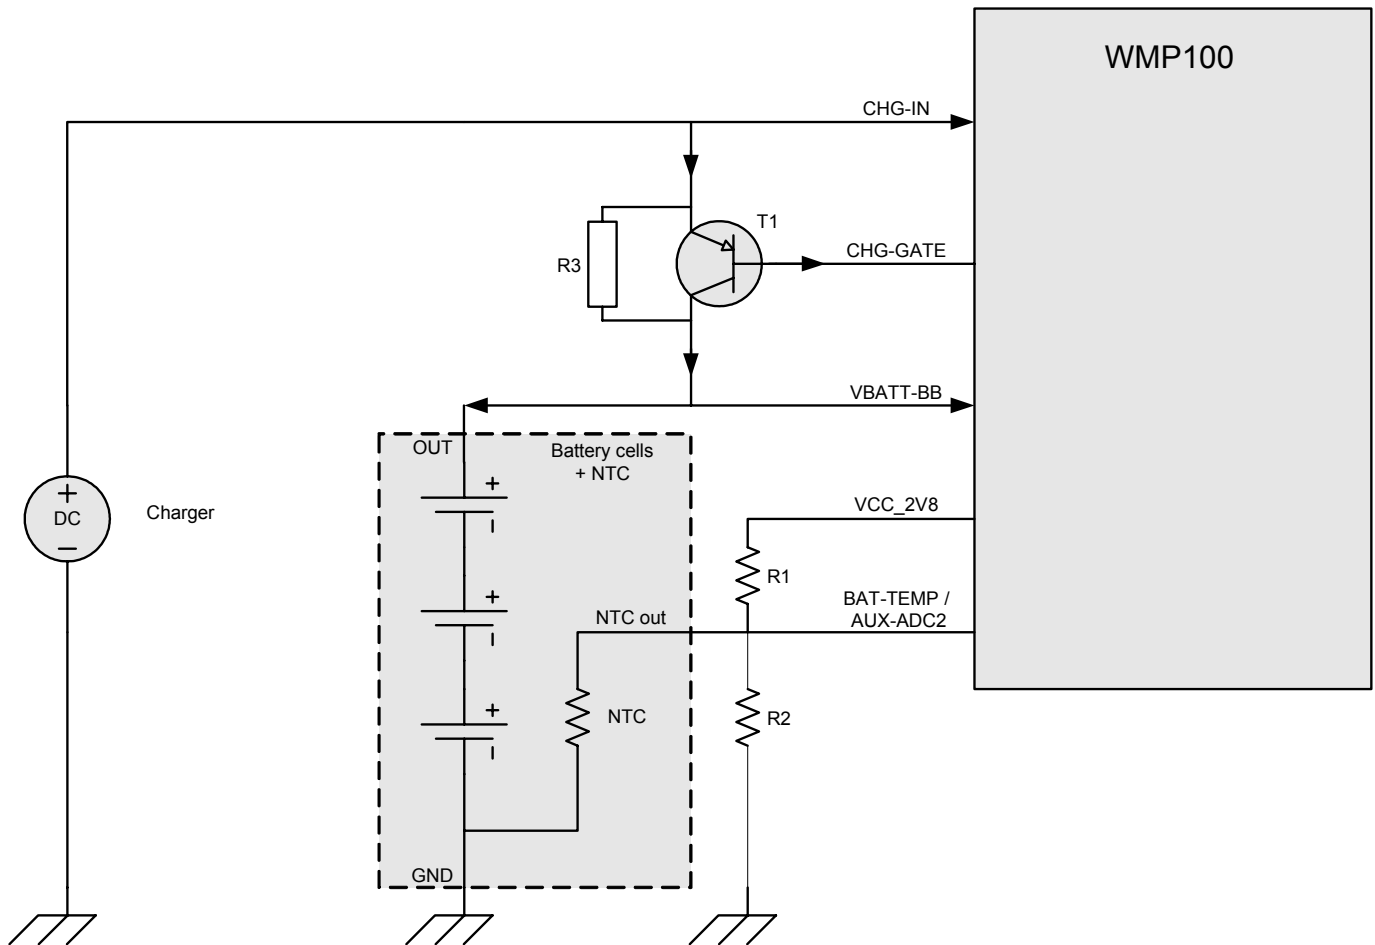 WMP100
CHG-IN
T1
R3
CHG-GATE
VBATT-BB
OUT
Battery cells
+ NTC
+
DC
−
Charger
+
−
VCC_2V8
R1
+
−
NTC out
BAT-TEMP /
AUX-ADC2
+
−
NTC
R2
GND